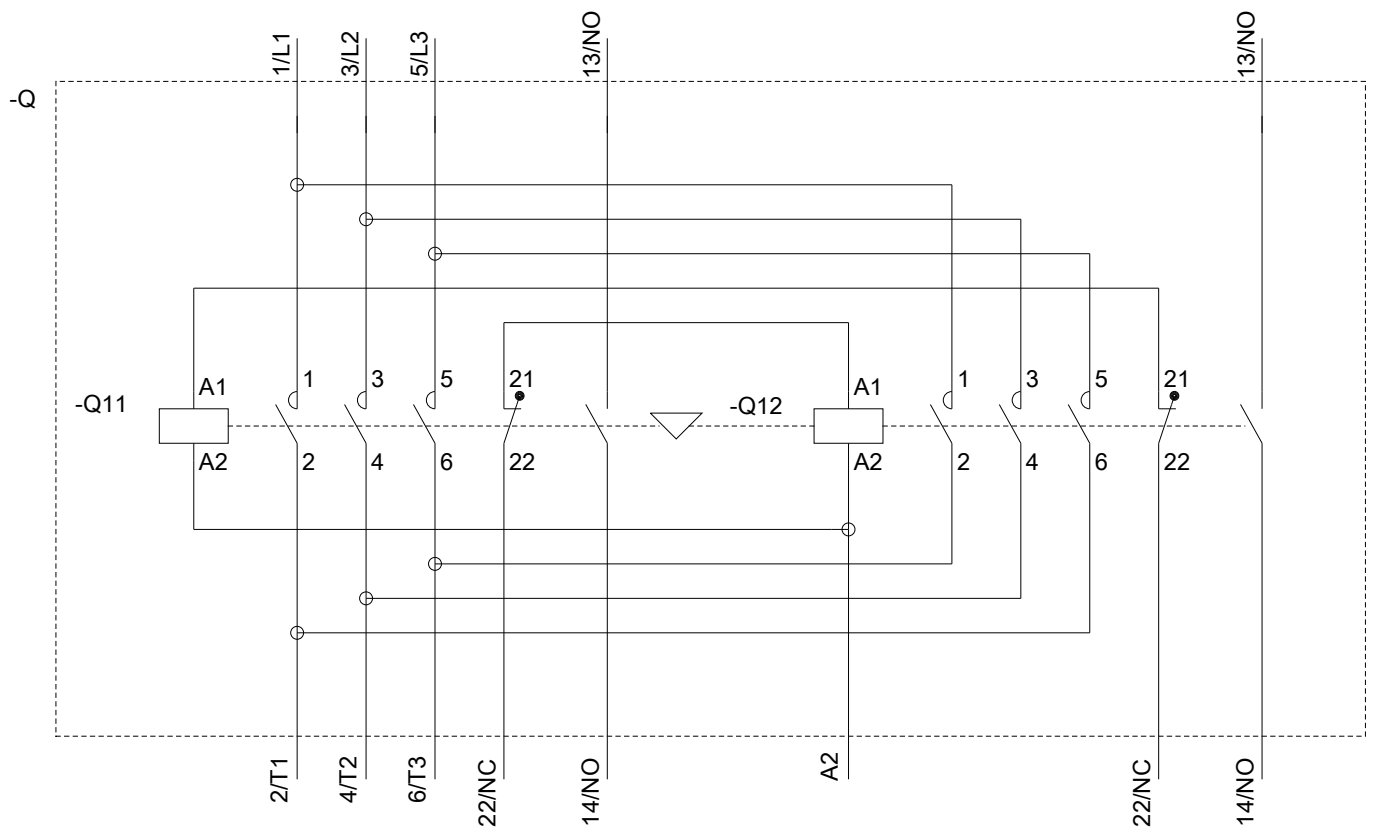 1/L1 3/L2 5/L3 13/NO 13/NO
-Q
A1 1 3 5 21 A1 1 3 5 21
-Q11 -Q12
A2 2 4 6 22 A2 2 4 6 22
2/T1 4/T2 6/T3 22/NC 14/NO A2 22/NC 14/NO